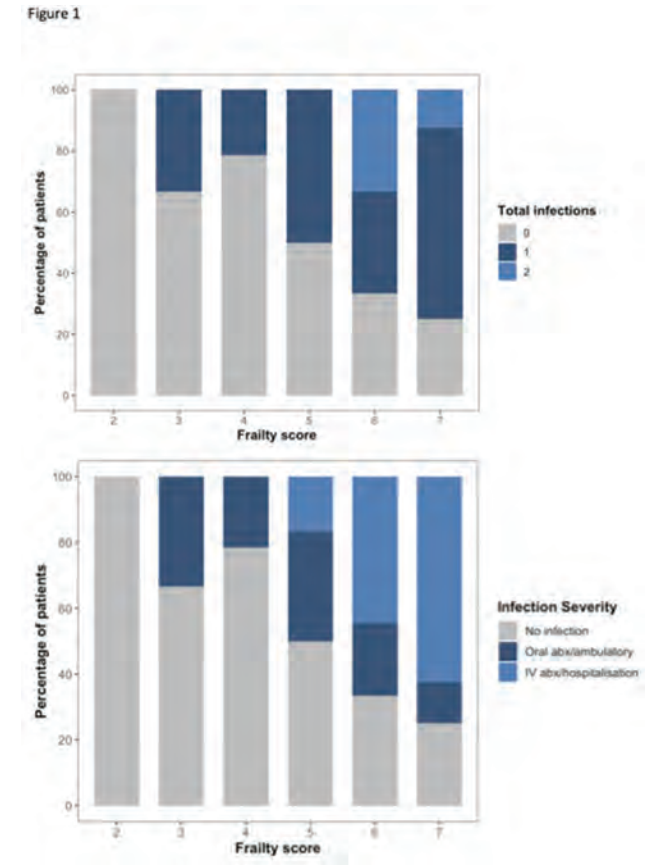 Figure 1
100
80
60
40
20
0
Percentage of patients
2 3 4 5 6 7
Frailty score
Total infections
0
1
2
100
80
60
40
20
0
Percentage of patients
2 3 4 5 6 7
Frailty score
Infection Severity
No infection
Oral abx/ambulatory
IV abx/hospitalisation